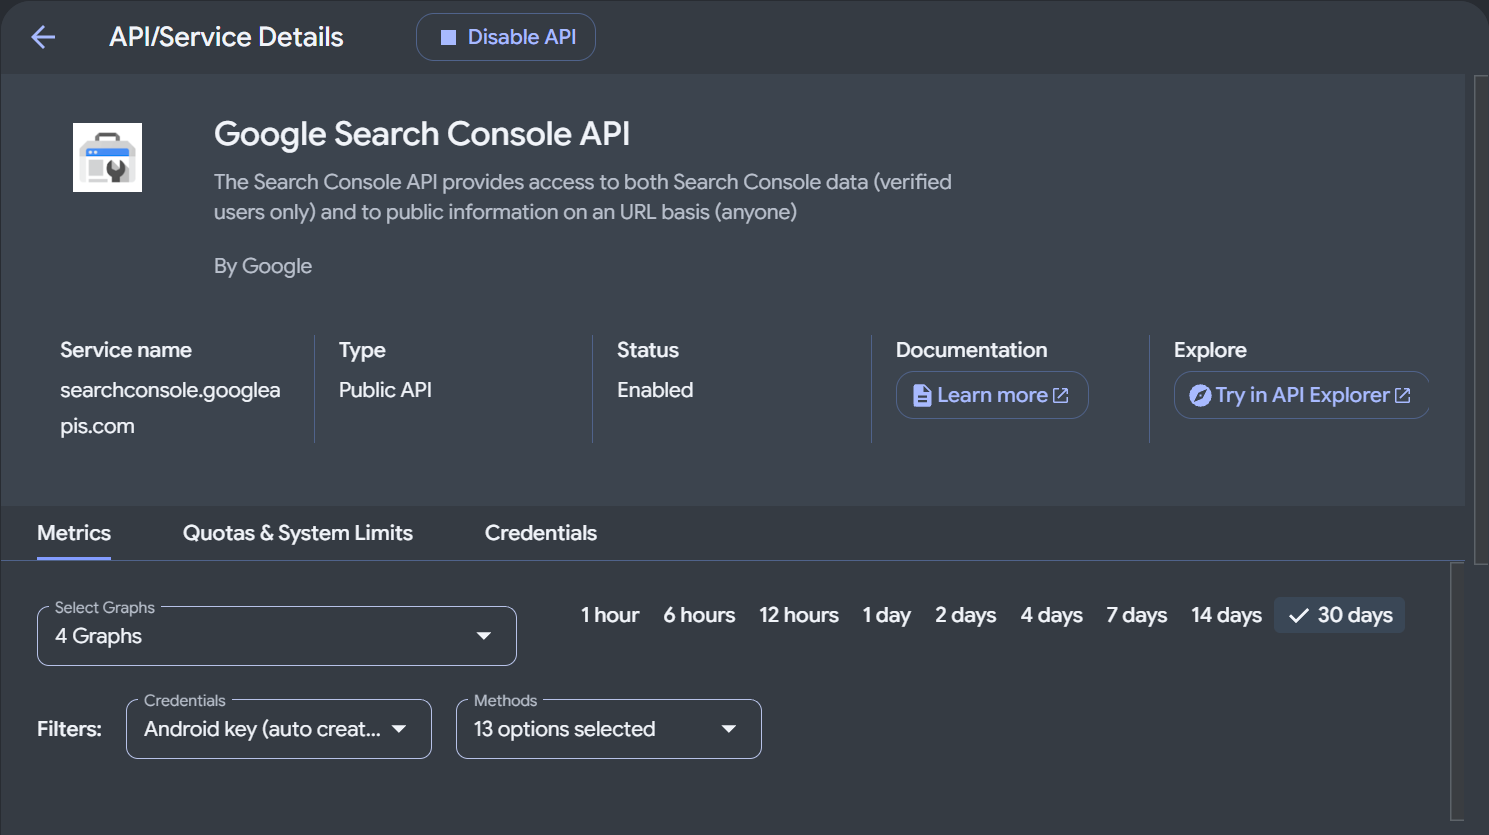 API/Service Details
Disable API
Google Search Console API
The Search Console API provides access to both Search Console data (verified
users only) and to public information on an URL basis (anyone)
By Google
Service name
searchconsole.googlea
pis.com
Type
Public API
Status
Enabled
Documentation
Learn more
Explore
Try in API Explorer
Metrics
Quotas & System Limits
Credentials
Select Graphs
4 Graphs
1 hour
6 hours
12 hours
1 day
2 days
4 days
7 days
14 days
30 days
Filters:
Credentials
Android key (auto creat...
Methods
13 options selected